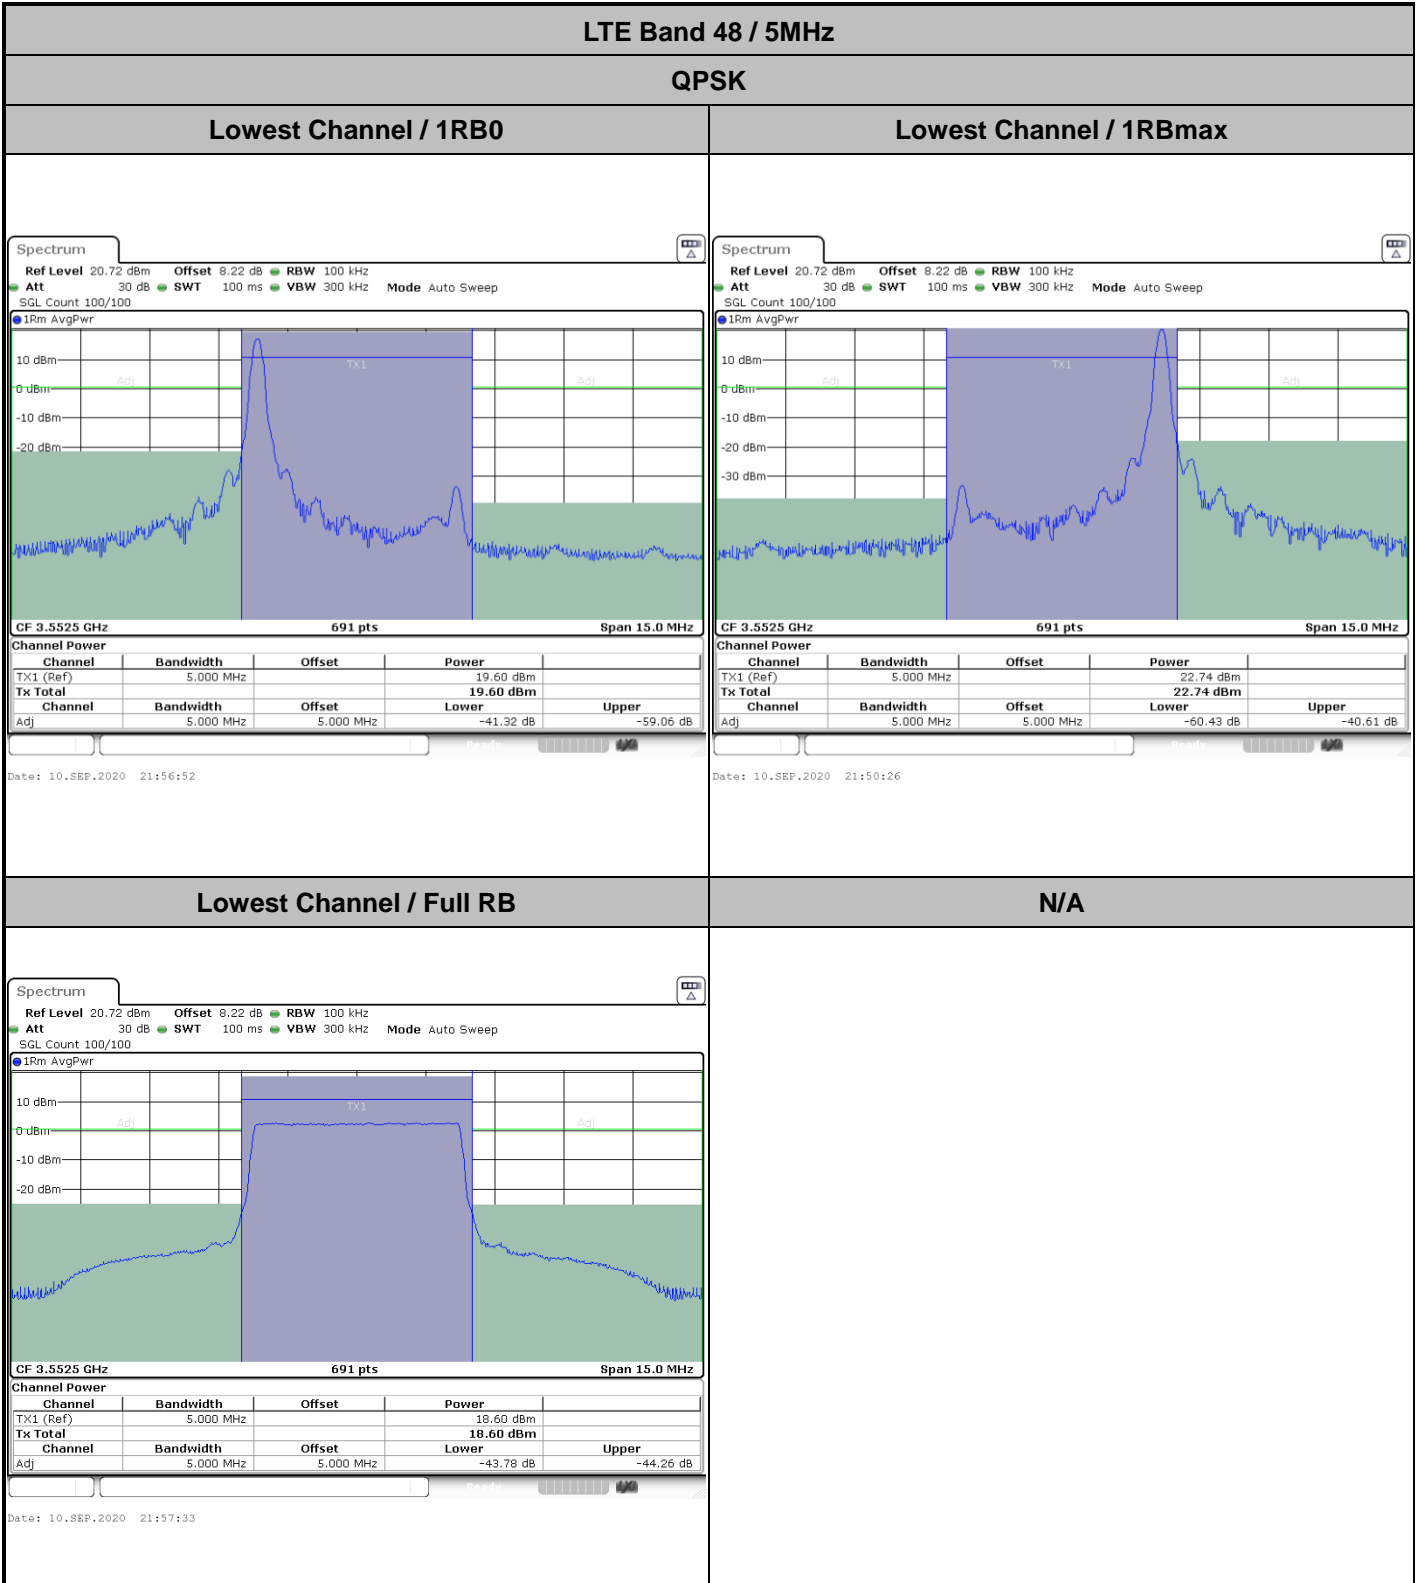 LTE Band 48 / 5MHz
QPSK
Lowest Channel / 1RB0
Lowest Channel / 1RBmax
Spectrum
Ref Level 20.72 dBm Offset 8.22 dB RBW 100 kHz
Att 30 dB SWT 100 ms VBW 300 kHz Mode Auto Sweep
SGL Count 100/100
1Rm AvgPwr
10 dBm
0 dBm
-10 dBm
-20 dBm
Adj
TX1
Adj
CF 3.5525 GHz 691 pts Span 15.0 MHz
Channel Power
Channel Bandwidth Offset Power
TX1 (Ref) 5.000 MHz 19.60 dBm
Tx Total 19.60 dBm
Channel Bandwidth Offset Lower Upper
Adj 5.000 MHz 5.000 MHz -41.32 dB -59.06 dB
Ready
Date: 10.SEP.2020 21:56:52
Spectrum
Ref Level 20.72 dBm Offset 8.22 dB RBW 100 kHz
Att 30 dB SWT 100 ms VBW 300 kHz Mode Auto Sweep
SGL Count 100/100
1Rm AvgPwr
10 dBm
0 dBm
-10 dBm
-20 dBm
-30 dBm
Adj
TX1
Adj
CF 3.5525 GHz 691 pts Span 15.0 MHz
Channel Power
Channel Bandwidth Offset Power
TX1 (Ref) 5.000 MHz 22.74 dBm
Tx Total 22.74 dBm
Channel Bandwidth Offset Lower Upper
Adj 5.000 MHz 5.000 MHz -60.43 dB -40.61 dB
Ready
Date: 10.SEP.2020 21:50:26
Lowest Channel / Full RB
N/A
Spectrum
Ref Level 20.72 dBm Offset 8.22 dB RBW 100 kHz
Att 30 dB SWT 100 ms VBW 300 kHz Mode Auto Sweep
SGL Count 100/100
1Rm AvgPwr
10 dBm
0 dBm
-10 dBm
-20 dBm
Adj
TX1
Adj
CF 3.5525 GHz 691 pts Span 15.0 MHz
Channel Power
Channel Bandwidth Offset Power
TX1 (Ref) 5.000 MHz 18.60 dBm
Tx Total 18.60 dBm
Channel Bandwidth Offset Lower Upper
Adj 5.000 MHz 5.000 MHz -43.78 dB -44.26 dB
Ready
Date: 10.SEP.2020 21:57:33